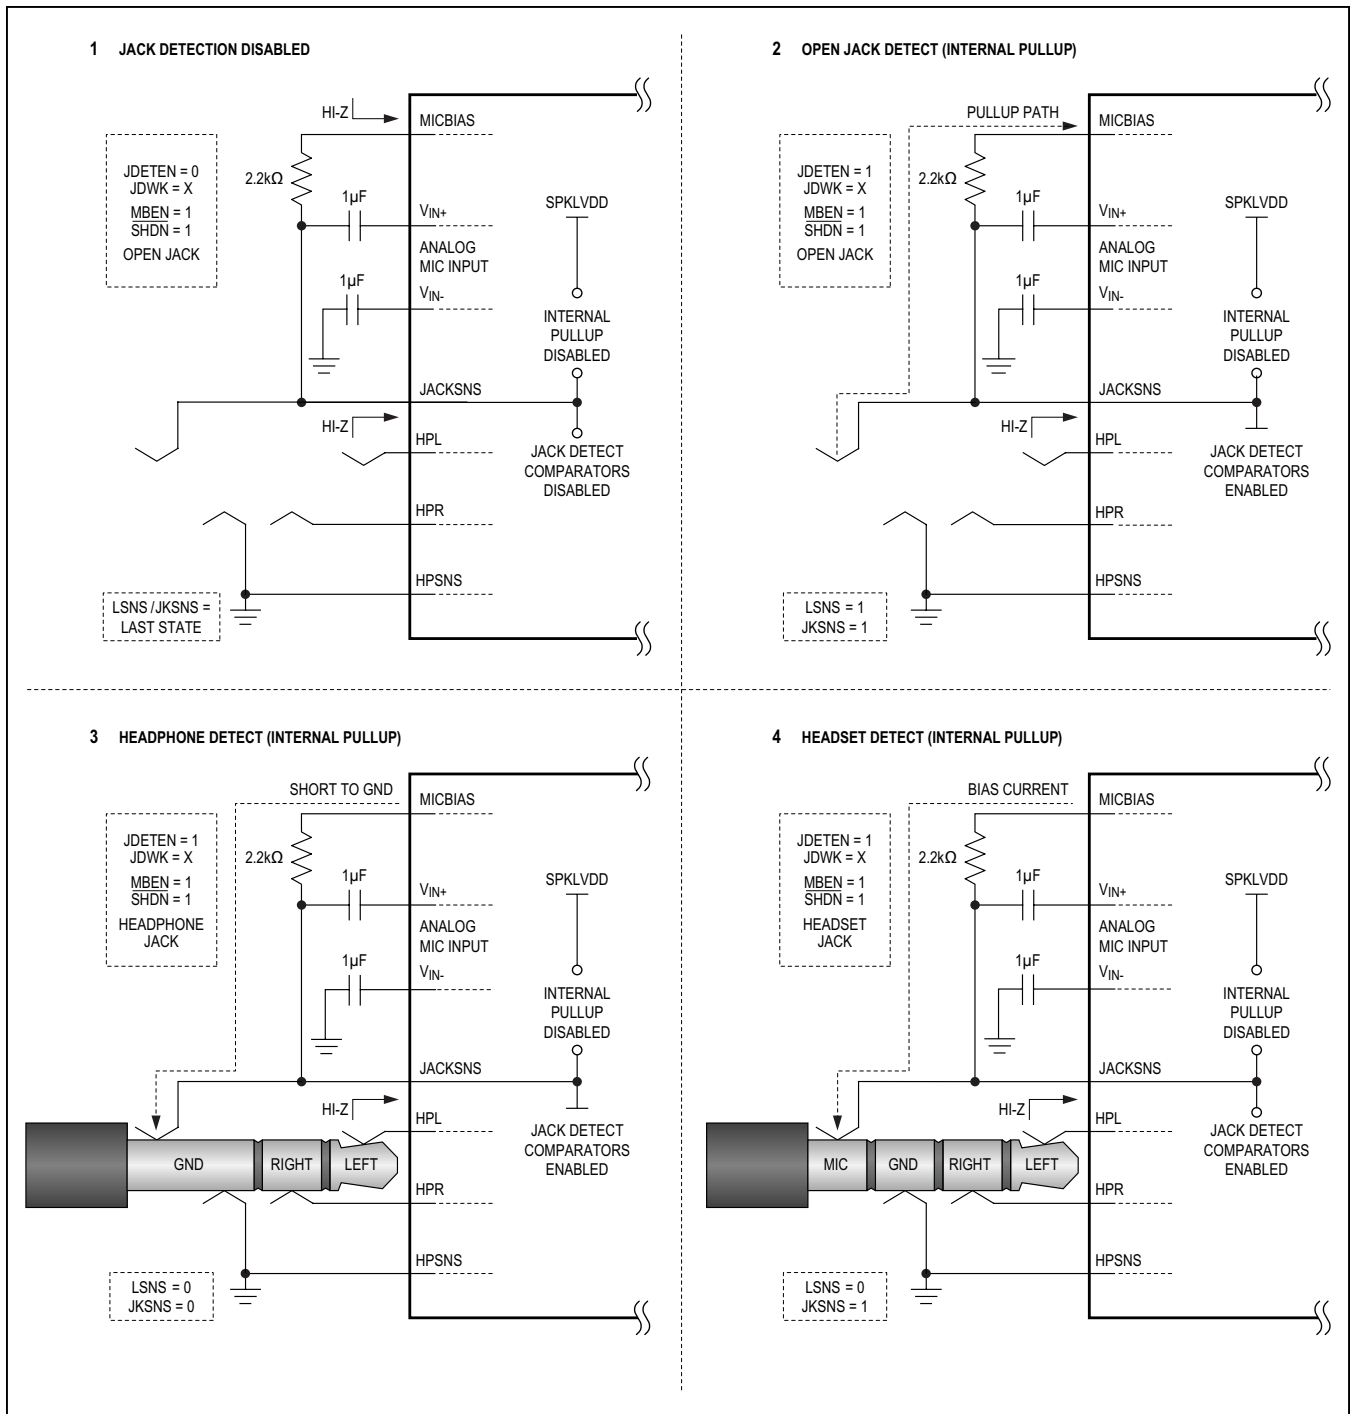 1 JACK DETECTION DISABLED
HI-Z
MICBIAS
JDETEN = 0
JDWK = X
MBEN = 1
SHDN = 1
OPEN JACK
2.2kΩ
1µF
VIN+
SPKLVDD
ANALOG
MIC INPUT
1µF
VIN-
INTERNAL
PULLUP
DISABLED
JACKSNS
HI-Z
HPL
JACK DETECT
COMPARATORS
DISABLED
HPR
HPSNS
LSNS /JKSNS =
LAST STATE
2 OPEN JACK DETECT (INTERNAL PULLUP)
PULLUP PATH
MICBIAS
JDETEN = 1
JDWK = X
MBEN = 1
SHDN = 1
OPEN JACK
2.2kΩ
1µF
VIN+
SPKLVDD
ANALOG
MIC INPUT
1µF
VIN-
INTERNAL
PULLUP
DISABLED
JACKSNS
HI-Z
HPL
JACK DETECT
COMPARATORS
ENABLED
HPR
HPSNS
LSNS = 1
JKSNS = 1
3 HEADPHONE DETECT (INTERNAL PULLUP)
SHORT TO GND
MICBIAS
JDETEN = 1
JDWK = X
MBEN = 1
SHDN = 1
HEADPHONE
JACK
2.2kΩ
1µF
VIN+
SPKLVDD
ANALOG
MIC INPUT
1µF
VIN-
INTERNAL
PULLUP
DISABLED
JACKSNS
HI-Z
HPL
JACK DETECT
COMPARATORS
ENABLED
GND RIGHT LEFT
HPR
HPSNS
LSNS = 0
JKSNS = 0
4 HEADSET DETECT (INTERNAL PULLUP)
BIAS CURRENT
MICBIAS
JDETEN = 1
JDWK = X
MBEN = 1
SHDN = 1
HEADSET
JACK
2.2kΩ
1µF
VIN+
SPKLVDD
ANALOG
MIC INPUT
1µF
VIN-
INTERNAL
PULLUP
DISABLED
JACKSNS
HI-Z
HPL
JACK DETECT
COMPARATORS
ENABLED
MIC GND RIGHT LEFT
HPR
HPSNS
LSNS = 0
JKSNS = 1